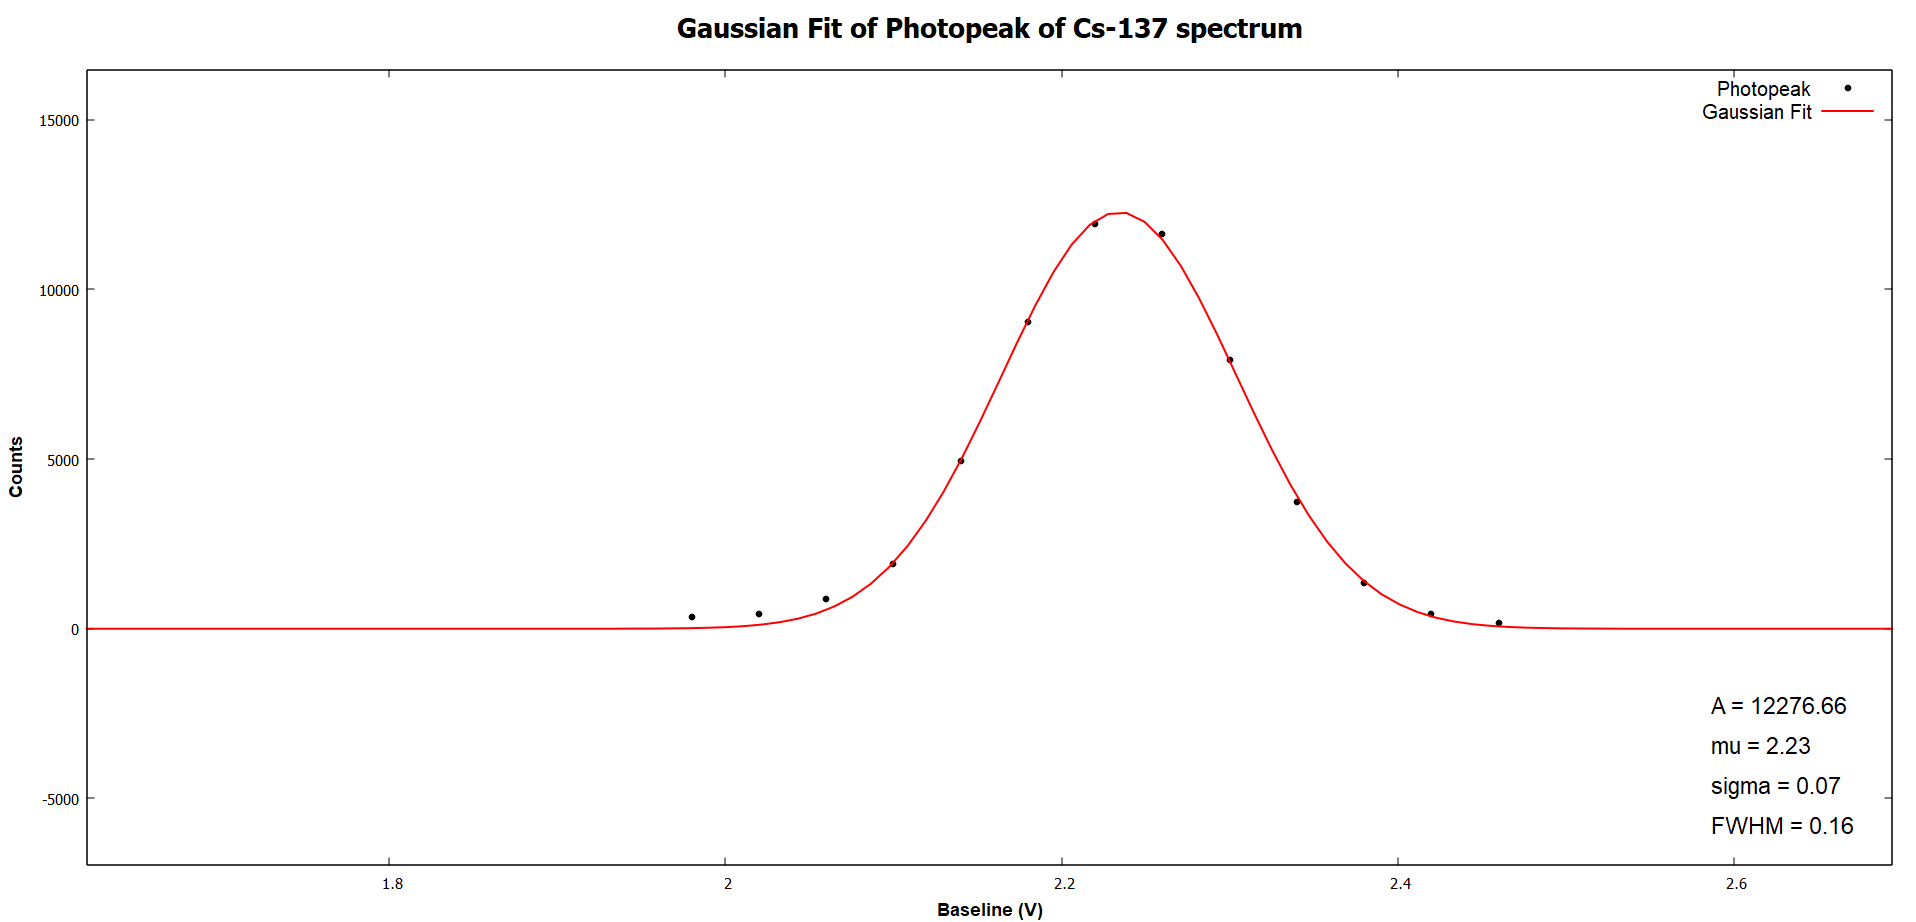 Gaussian Fit of Photopeak of Cs-137 spectrum
Photopeak
Gaussian Fit
15000
10000
5000
0
-5000
Counts
A = 12276.66
mu = 2.23
sigma = 0.07
FWHM = 0.16
1.8
2
2.2
2.4
2.6
Baseline (V)